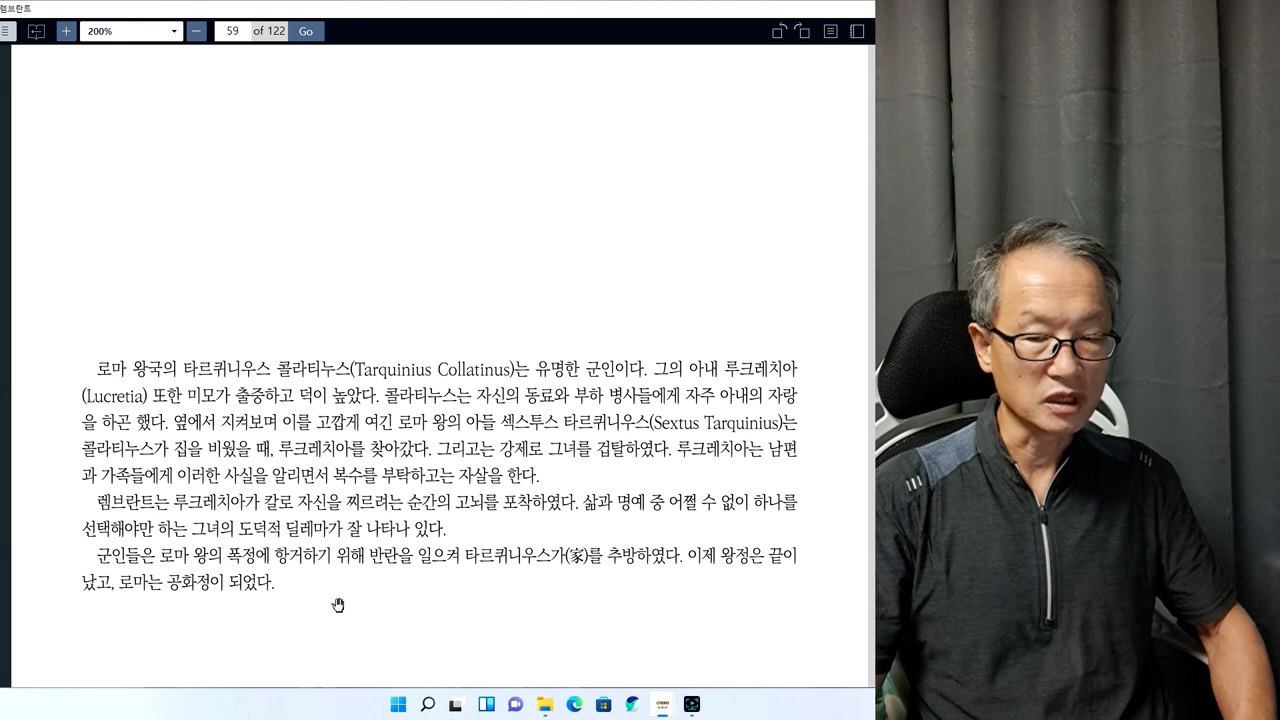 렘브란트
200%
59 of 122 Go
로마 왕국의 타르퀴니우스 콜라티누스(Tarquinius Collatinus)는 유명한 군인이다. 그의 아내 루크레치아
(Lucretia) 또한 미모가 출중하고 덕이 높았다. 콜라티누스는 자신의 동료와 부하 병사들에게 자주 아내의 자랑
을 하곤 했다. 옆에서 지켜보며 이를 고깝게 여긴 로마 왕의 아들 섹스투스 타르퀴니우스(Sextus Tarquinius)는
콜라티누스가 집을 비웠을 때, 루크레치아를 찾아갔다. 그리고는 강제로 그녀를 겁탈하였다. 루크레치아는 남편
과 가족들에게 이러한 사실을 알리면서 복수를 부탁하고는 자살을 한다.
렘브란트는 루크레치아가 칼로 자신을 찌르려는 순간의 고뇌를 포착하였다. 삶과 명예 중 어쩔 수 없이 하나를
선택해야만 하는 그녀의 도덕적 딜레마가 잘 나타나 있다.
군인들은 로마 왕의 폭정에 항거하기 위해 반란을 일으켜 타르퀴니우스가(家)를 추방하였다. 이제 왕정은 끝이
났고, 로마는 공화정이 되었다.